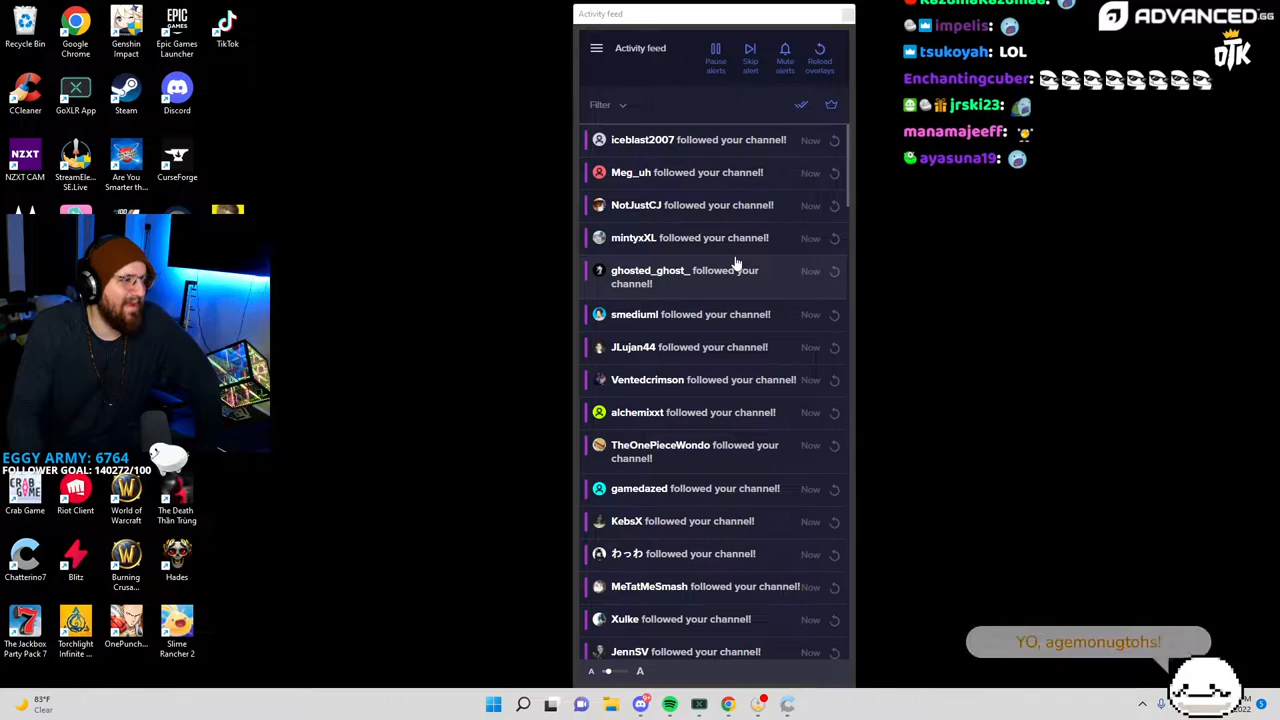 Activity feed
Activity feed
Pause alerts
Skip alert
Mute alerts
Reload overlays
Filter
iceblast2007 followed your channel! Now
Meg_uh followed your channel! Now
NotJustCJ followed your channel! Now
mintyxXL followed your channel! Now
ghosted_ghost_ followed your
channel! Now
smediuml followed your channel! Now
JLujan44 followed your channel! Now
Ventedcrimson followed your channel! Now
alchemixxt followed your channel! Now
TheOnePieceWondo followed your
channel! Now
gamedazed followed your channel! Now
KebsX followed your channel! Now
わっわ followed your channel! Now
MeTatMeSmash followed your channel! Now
Xulke followed your channel! Now
JennSV followed your channel! Now
A A
Recycle Bin
Google Chrome
Genshin Impact
Epic Games Launcher
TikTok
CCleaner
GoXLR App
Steam
Discord
NZXT CAM
StreamEle... SE.Live
Are You Smarter th...
CurseForge
EGGY ARMY: 6764
FOLLOWER GOAL: 140272/100
Crab Game
Riot Client
World of Warcraft
The Death Thần Trùng
Chatterino7
Blitz
Burning Crusa...
Hades
The Jackbox Party Pack 7
Torchlight Infinite ...
OnePunch...
Slime Rancher 2
impelis:
tsukoyah: LOL
Enchantingcuber:
jrski23:
manamajeeff:
ayasuna19:
ADVANCED.GG
OTK
YO, agemonugtohs!
83°F
Clear